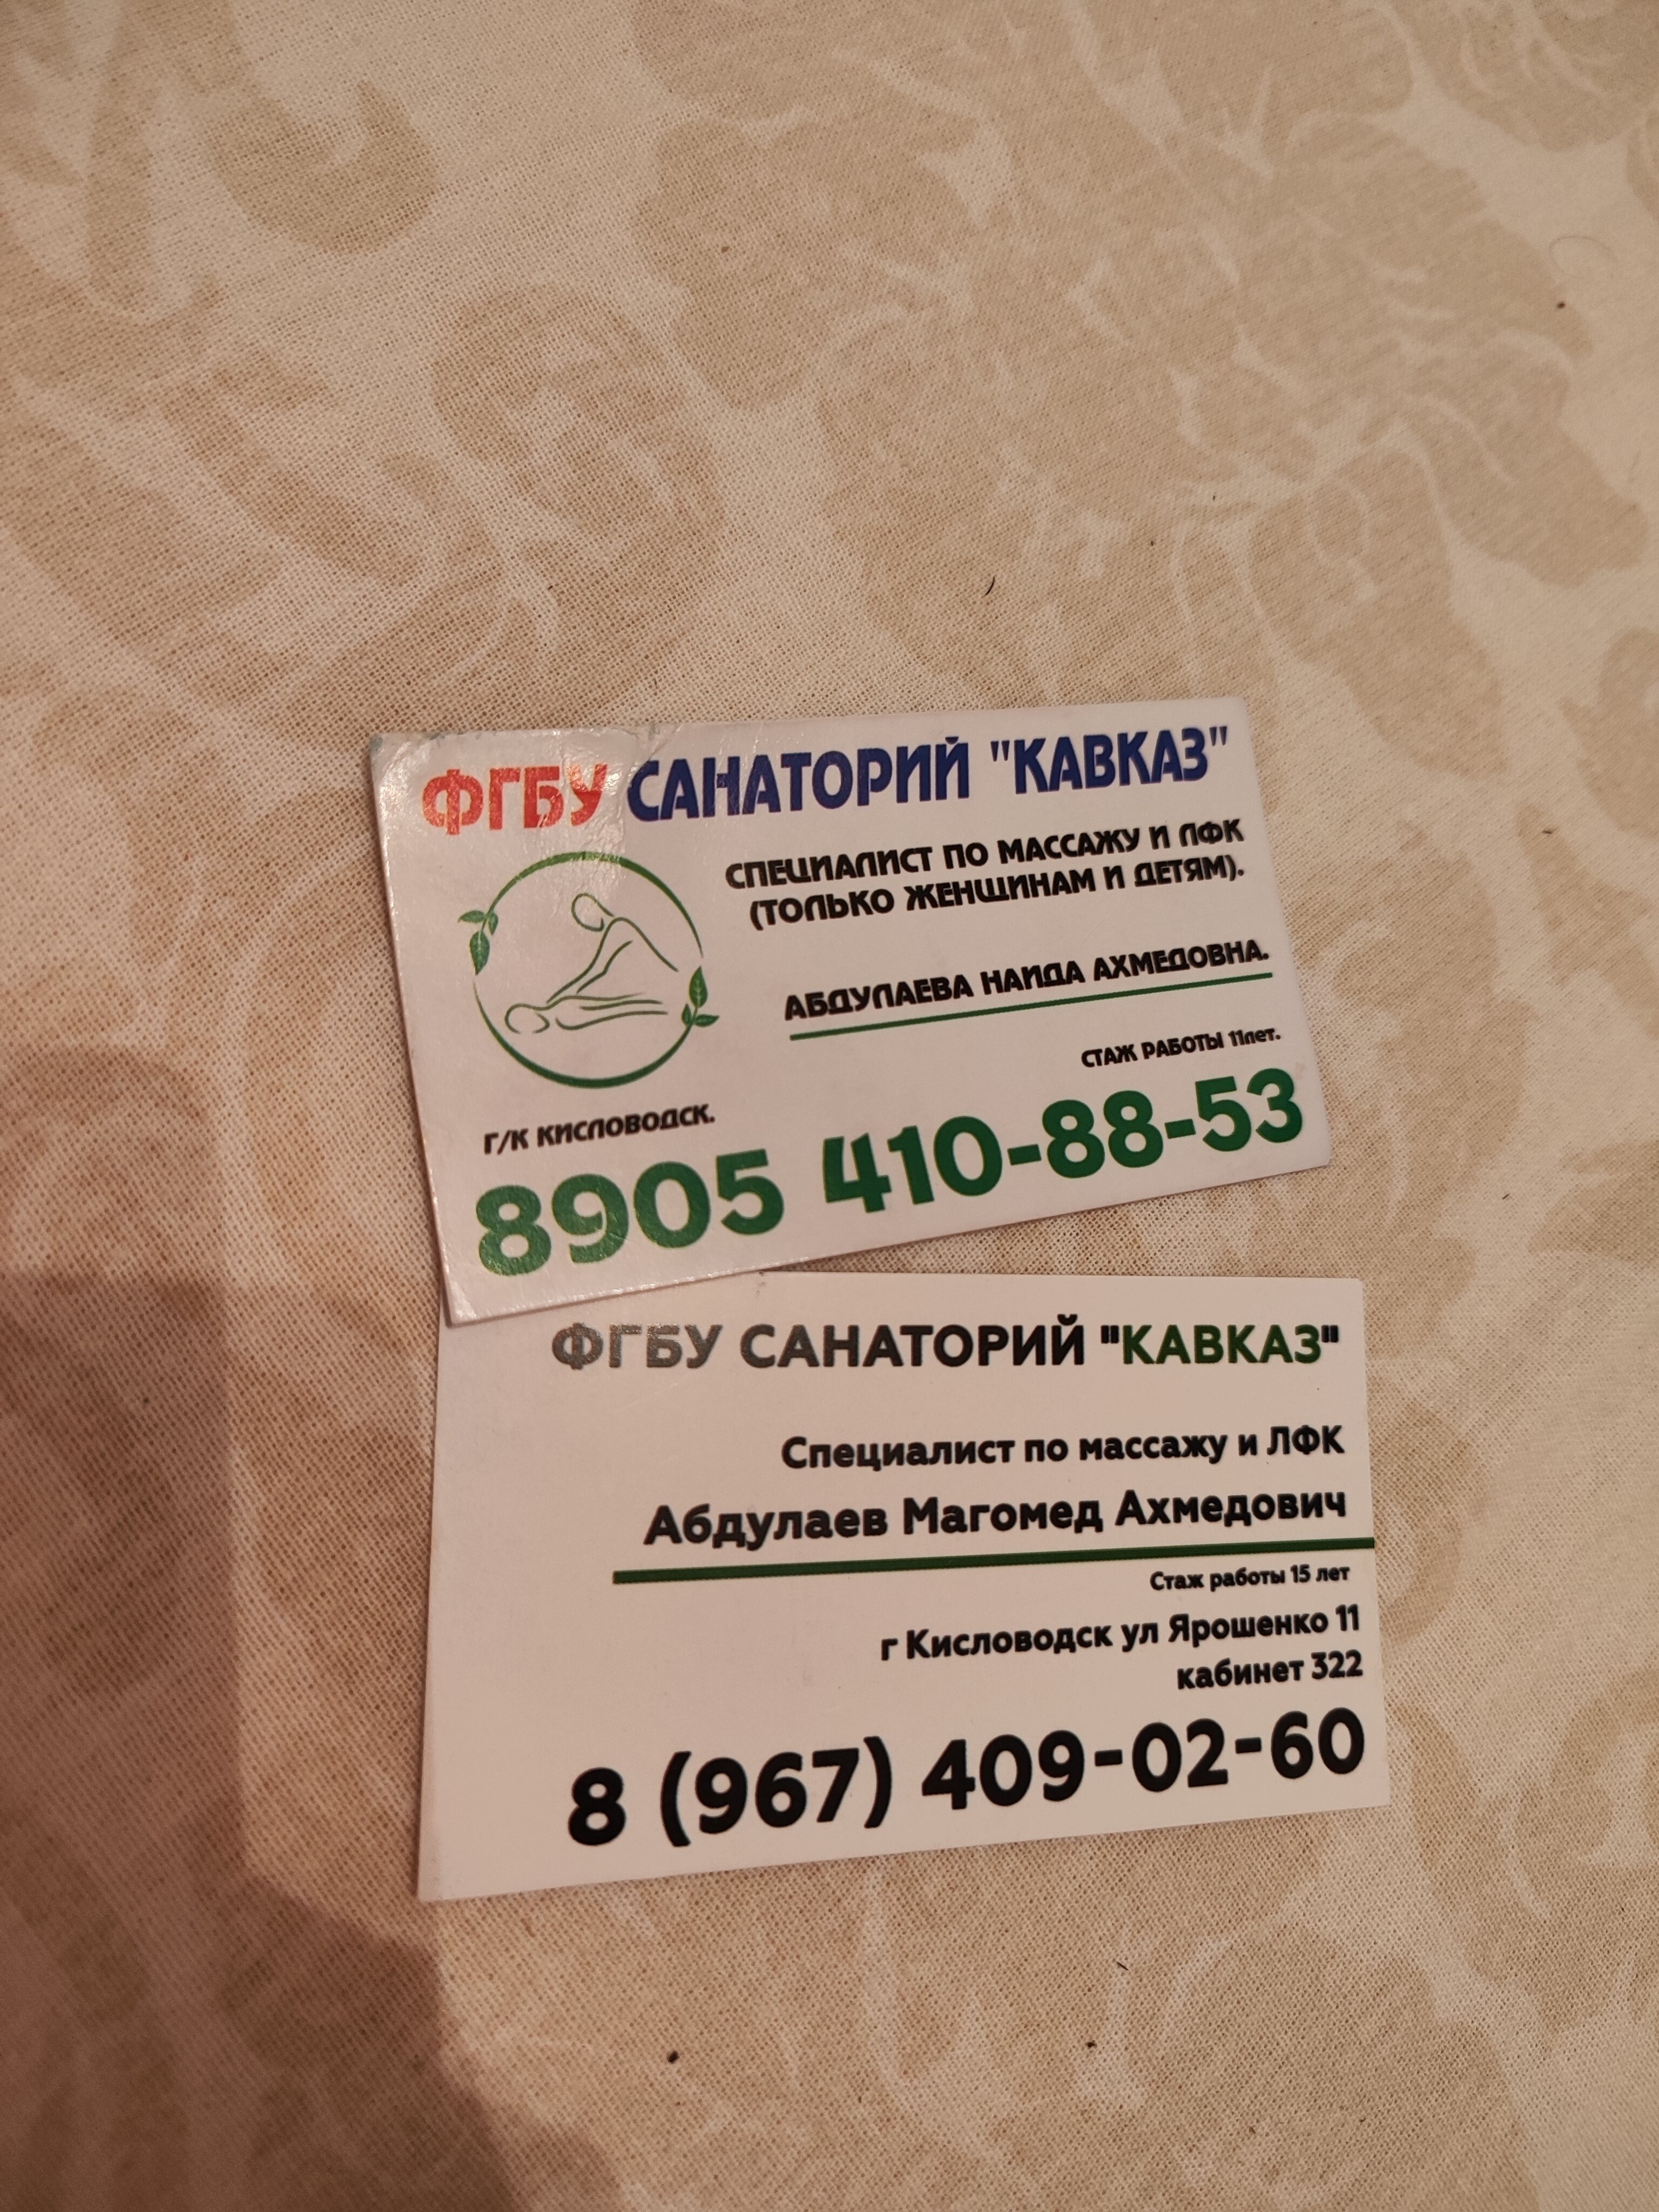 ФГБУ САНАТОРИЙ "КАВКАЗ"
СПЕЦИАЛИСТ ПО МАССАЖУ И ЛФК
(ТОЛЬКО ЖЕНЩИНАМ И ДЕТЯМ).
АБДУЛАЕВА НАИДА АХМЕДОВНА.
СТАЖ РАБОТЫ 11лет.
Г/К КИСЛОВОДСК.
8905 410-88-53
ФГБУ САНАТОРИЙ "КАВКАЗ"
Специалист по массажу и ЛФК
Абдулаев Магомед Ахмедович
Стаж работы 15 лет
г Кисловодск ул Ярошенко 11
кабинет 322
8 (967) 409-02-60